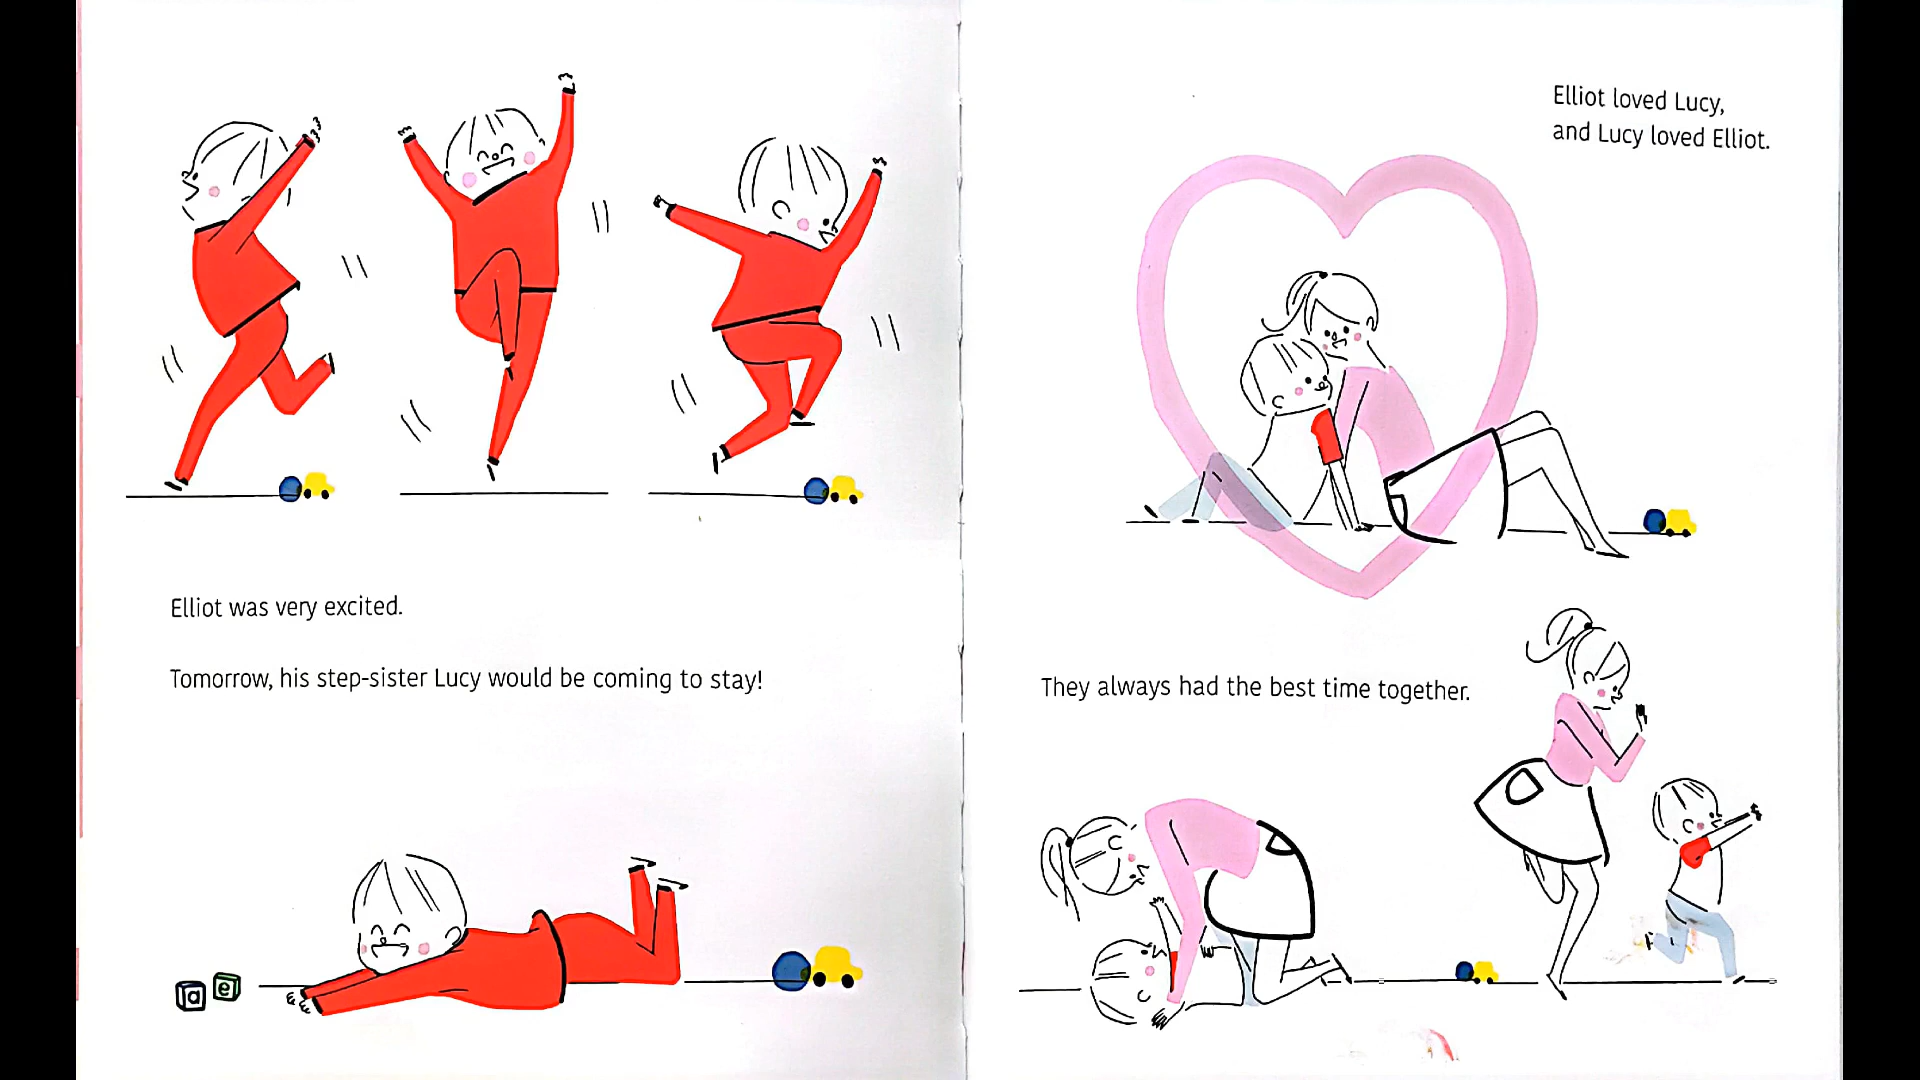 Elliot was very excited.
Tomorrow, his step-sister Lucy would be coming to stay!
a e
Elliot loved Lucy,
and Lucy loved Elliot.
They always had the best time together.